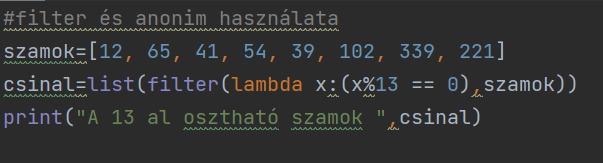 #filter és anonim használata
szamok=[12, 65, 41, 54, 39, 102, 339, 221]
csinal=list(filter(lambda x:(x%13 == 0),szamok))
print("A 13 al osztható szamok ",csinal)